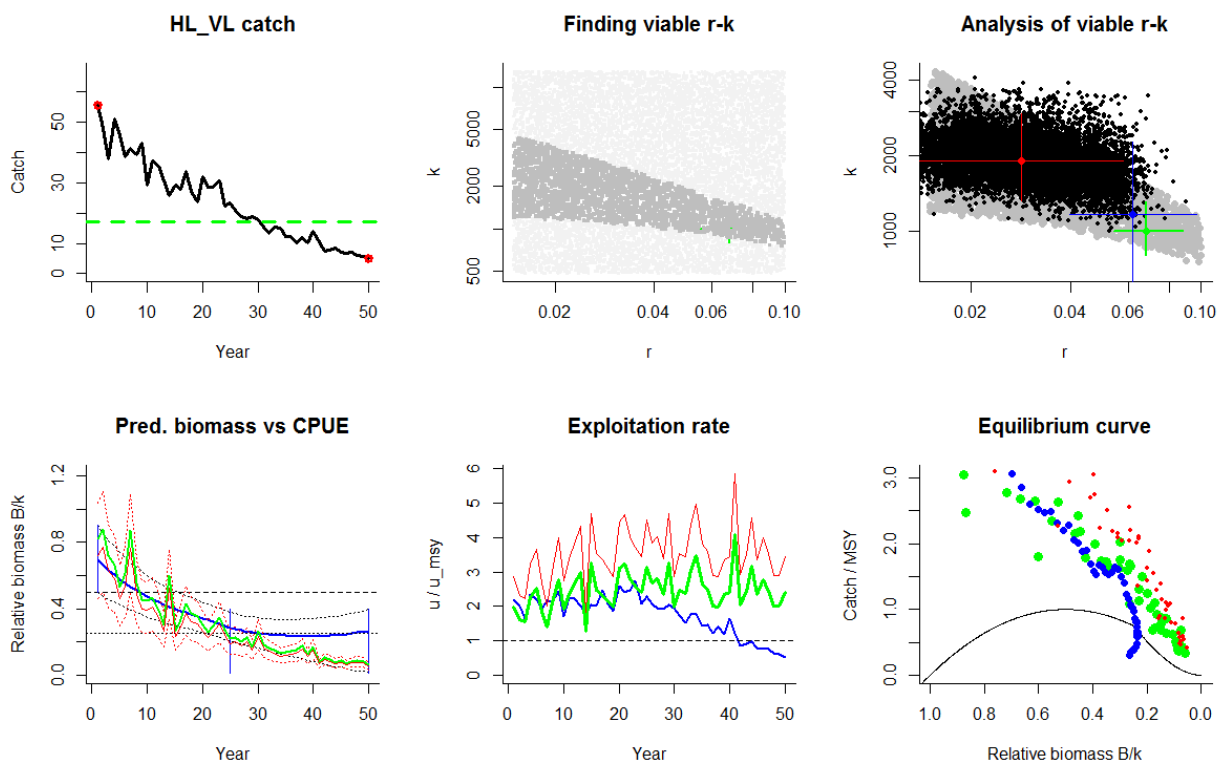 HL_VL catch
Catch
50
30
10
0
0 10 20 30 40 50
Year
Finding viable r-k
k
5000
2000
500
0.02 0.04 0.06 0.10
r
Analysis of viable r-k
k
4000
2000
1000
0.02 0.04 0.06 0.10
r
Pred. biomass vs CPUE
Relative biomass B/k
1.2
0.8
0.4
0.0
0 10 20 30 40 50
Year
Exploitation rate
u / u_msy
6
5
4
3
2
1
0
0 10 20 30 40 50
Year
Equilibrium curve
Catch / MSY
3.0
2.0
1.0
0.0
1.0 0.8 0.6 0.4 0.2 0.0
Relative biomass B/k